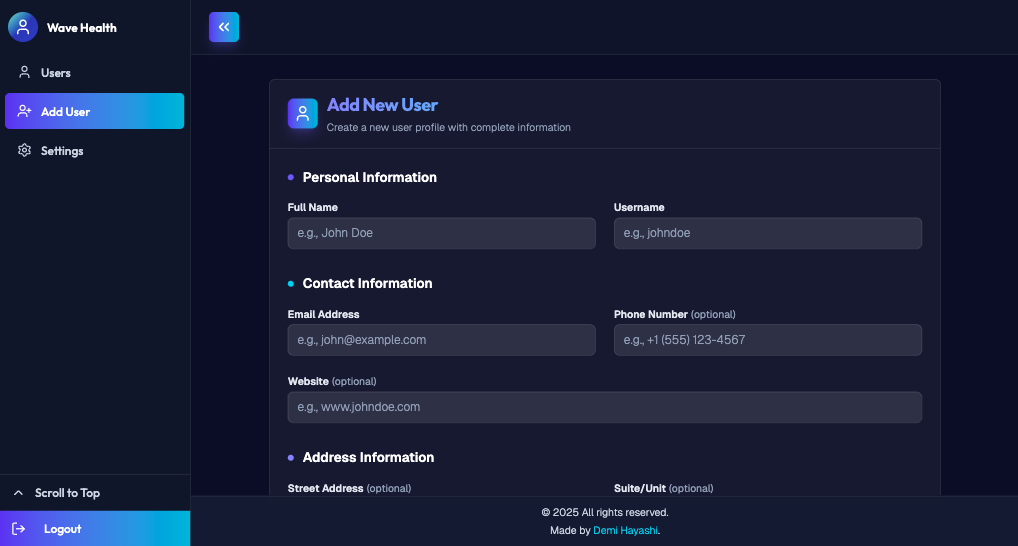 Wave Health
Users
Add User
Settings
Scroll to Top
Logout
Add New User
Create a new user profile with complete information
Personal Information
Full Name
e.g., John Doe
Username
e.g., johndoe
Contact Information
Email Address
e.g., john@example.com
Phone Number (optional)
e.g., +1 (555) 123-4567
Website (optional)
e.g., www.johndoe.com
Address Information
Street Address (optional)
Suite/Unit (optional)
© 2025 All rights reserved.
Made by Demi Hayashi.